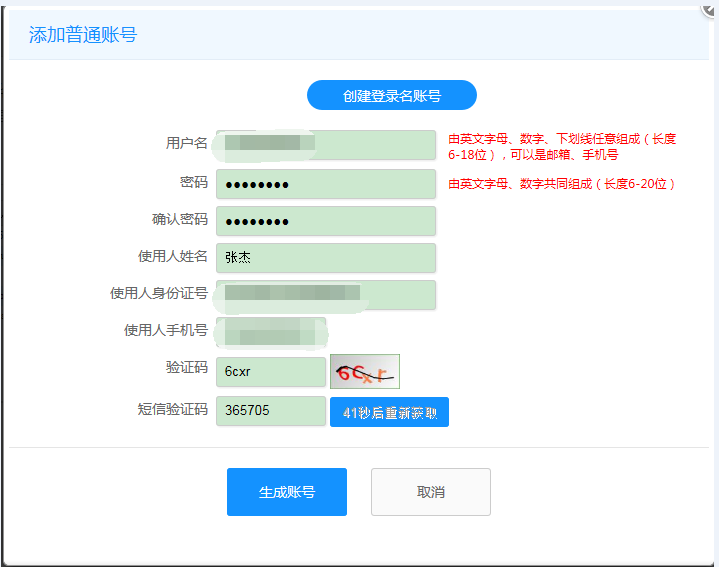 添加普通账号
创建登录名账号
用户名
由英文字母、数字、下划线任意组成（长度
6-18位），可以是邮箱、手机号
密码 ●●●●●●●● 由英文字母、数字共同组成（长度6-20位）
确认密码 ●●●●●●●●
使用人姓名 张杰
使用人身份证号
使用人手机号
验证码 6cxr 6Cxr
短信验证码 365705 41秒后重新获取
生成账号 取消